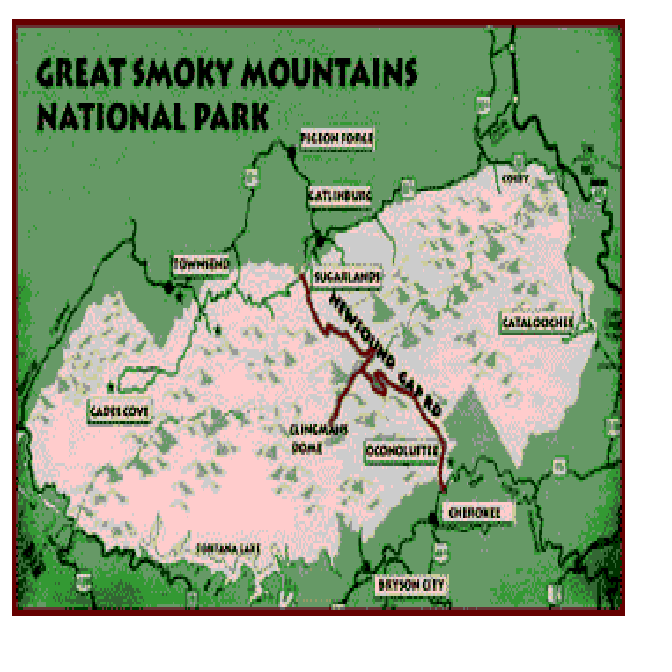 GREAT SMOKY MOUNTAINS
NATIONAL PARK
PIGEON FORGE
GATLINBURG
COSBY
TOWNSEND
SUGARLANDS
NEWFOUND GAP RD
CATALOOCHEE
CADES COVE
CLINGMANS
DOME
OCONOLUFTEE
CHEROKEE
FONTANA LAKE
BRYSON CITY